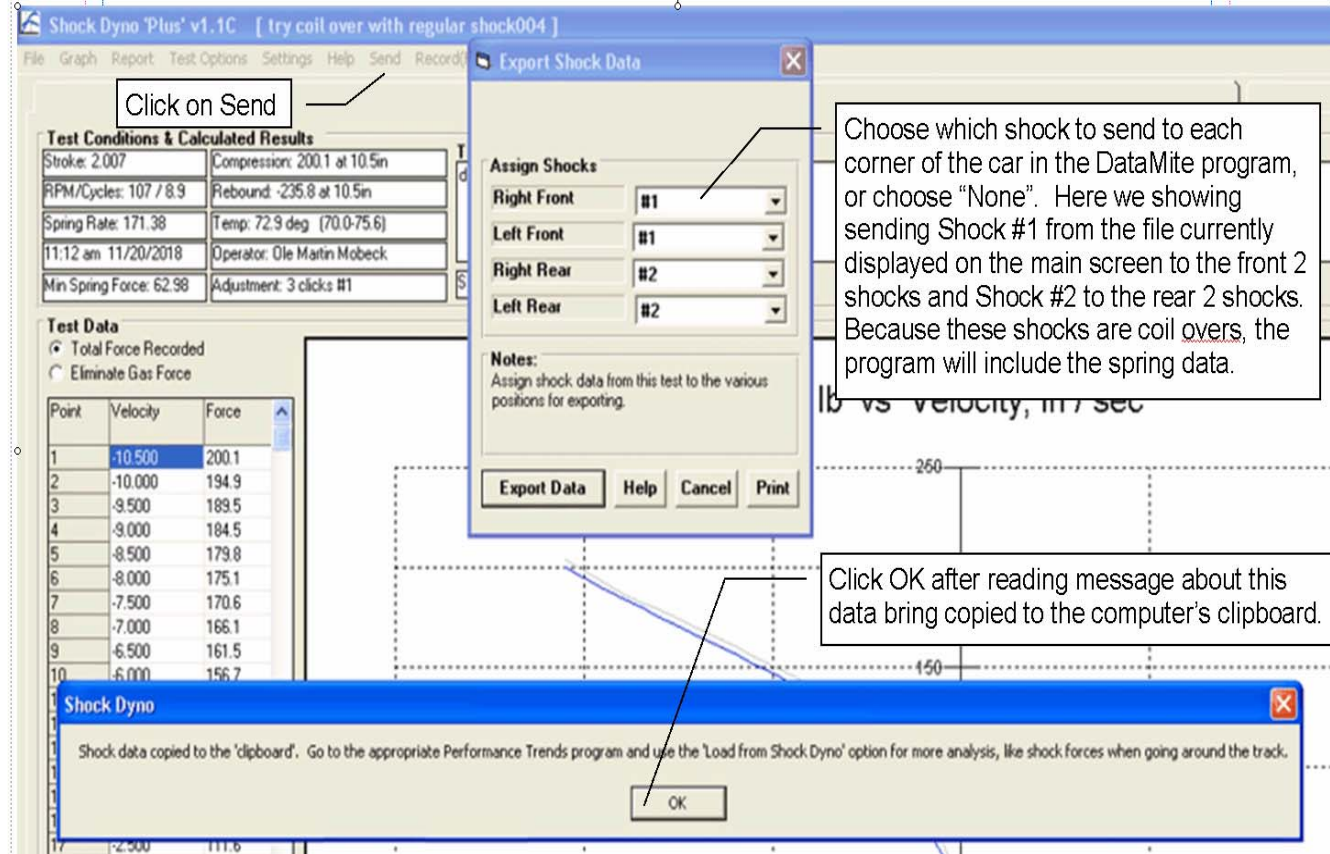 Shock Dyno 'Plus' v1.1C [ try coil over with regular shock004 ]
File Graph Report Test Options Settings Help Send
Click on Send
Test Conditions & Calculated Results
Stroke: 2.007
Compression: 200.1 at 10.5in
RPM/Cycles: 107 / 8.9
Rebound: -235.8 at 10.5in
Spring Rate: 171.38
Temp: 72.9 deg (70.0-75.6)
11:12 am 11/20/2018
Operator: Ole Martin Mobeck
Min Spring Force: 62.98
Adjustment: 3 clicks #1
Test Data
Total Force Recorded
Eliminate Gas Force
Point Velocity Force
1 -10.500 200.1
2 -10.000 194.9
3 -9.500 189.5
4 -9.000 184.5
5 -8.500 179.8
6 -8.000 175.1
7 -7.500 170.6
8 -7.000 166.1
9 -6.500 161.5
10 -6.000 156.7
17 -2.500 111.6
Export Shock Data
Assign Shocks
Right Front #1
Left Front #1
Right Rear #2
Left Rear #2
Notes:
Assign shock data from this test to the various
positions for exporting.
Export Data Help Cancel Print
Choose which shock to send to each
corner of the car in the DataMite program,
or choose “None”. Here we showing
sending Shock #1 from the file currently
displayed on the main screen to the front 2
shocks and Shock #2 to the rear 2 shocks.
Because these shocks are coil overs, the
program will include the spring data.
lb vs Velocity, in / sec
250
150
Click OK after reading message about this
data bring copied to the computer’s clipboard.
Shock Dyno
Shock data copied to the 'clipboard'. Go to the appropriate Performance Trends program and use the 'Load from Shock Dyno' option for more analysis, like shock forces when going around the track.
OK